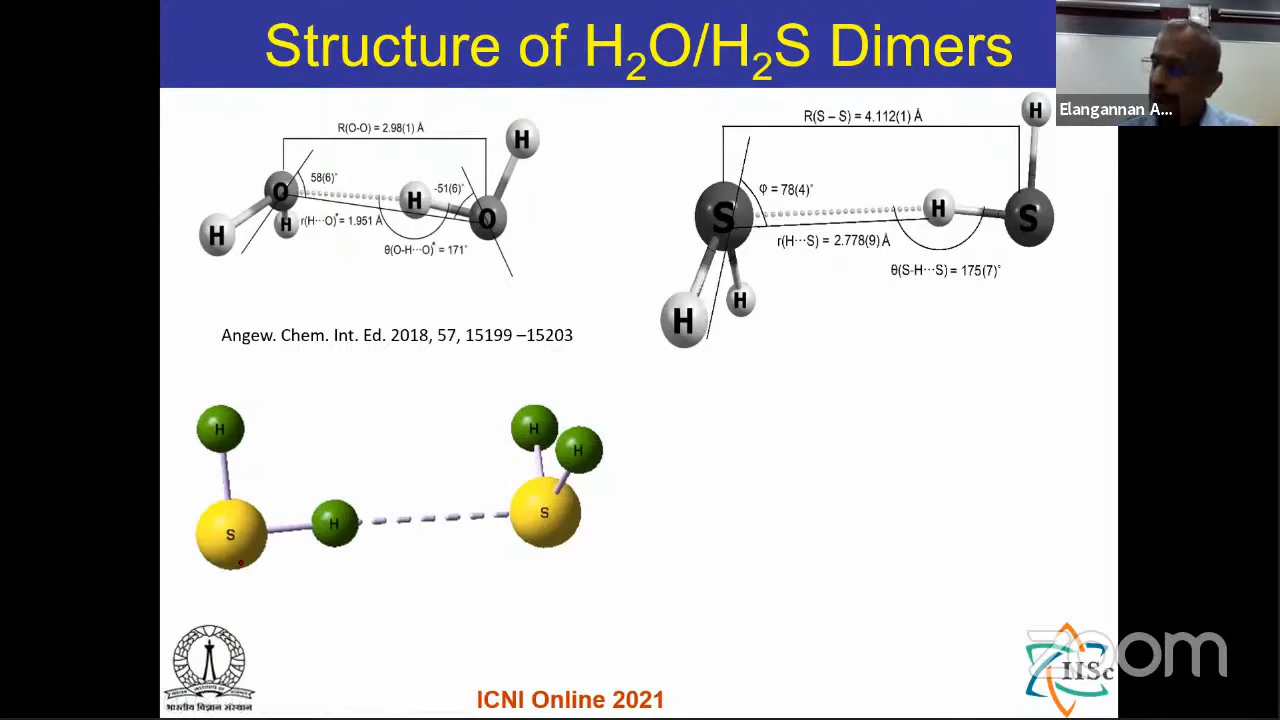 Structure of H₂O/H₂S Dimers
Elangannan A...
R(O-O) = 2.98(1) Å
H
O
58(6)°
H
-51(6)°
O
H
H
r(H···O)* = 1.951 Å
θ(O-H···O)* = 171°
R(S – S) = 4.112(1) Å
H
S
φ = 78(4)°
H
S
r(H···S) = 2.778(9) Å
θ(S-H···S) = 175(7)°
H
H
Angew. Chem. Int. Ed. 2018, 57, 15199 –15203
H
H
H
S
H
S
भारतीय विज्ञान संस्थान
ICNI Online 2021
IISc
zoom